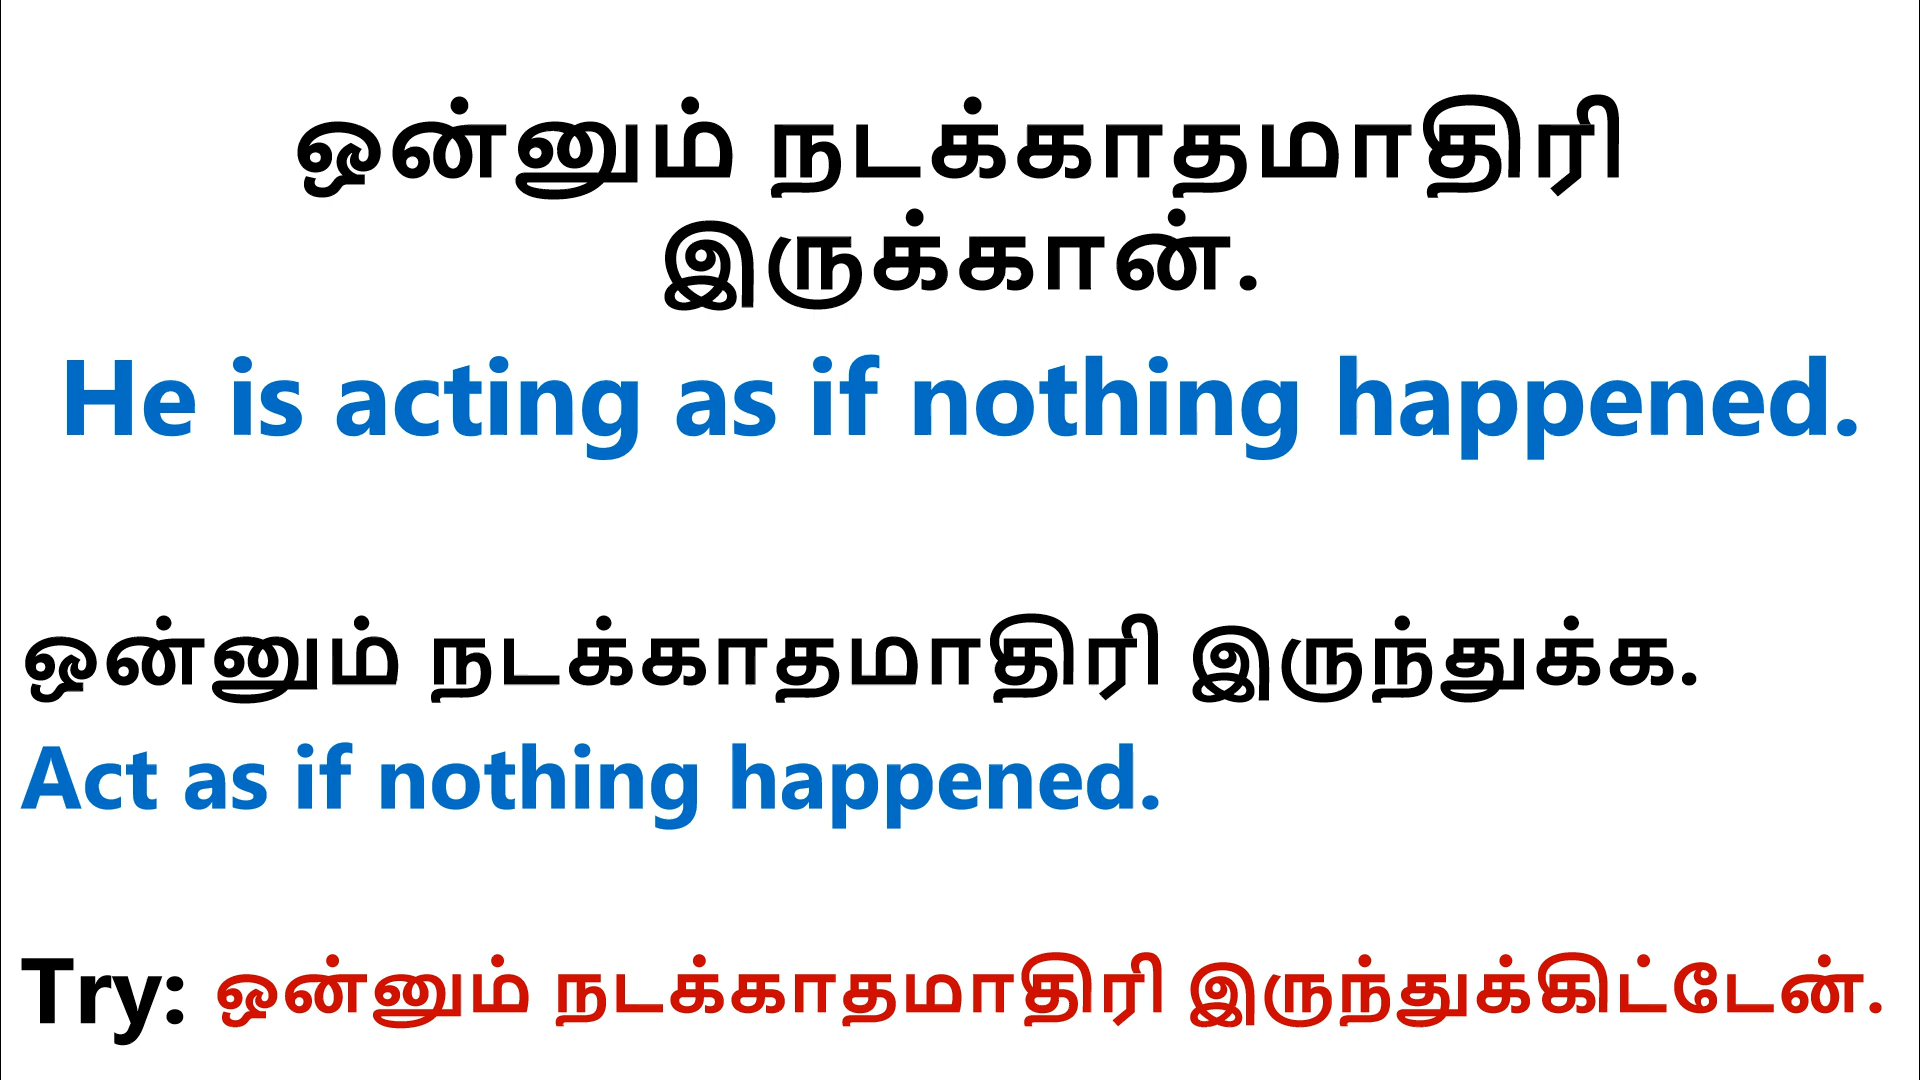 ஒன்னும் நடக்காதமாதிரி
இருக்கான்.
He is acting as if nothing happened.
ஒன்னும் நடக்காதமாதிரி இருந்துக்க.
Act as if nothing happened.
Try: ஒன்னும் நடக்காதமாதிரி இருந்துக்கிட்டேன்.